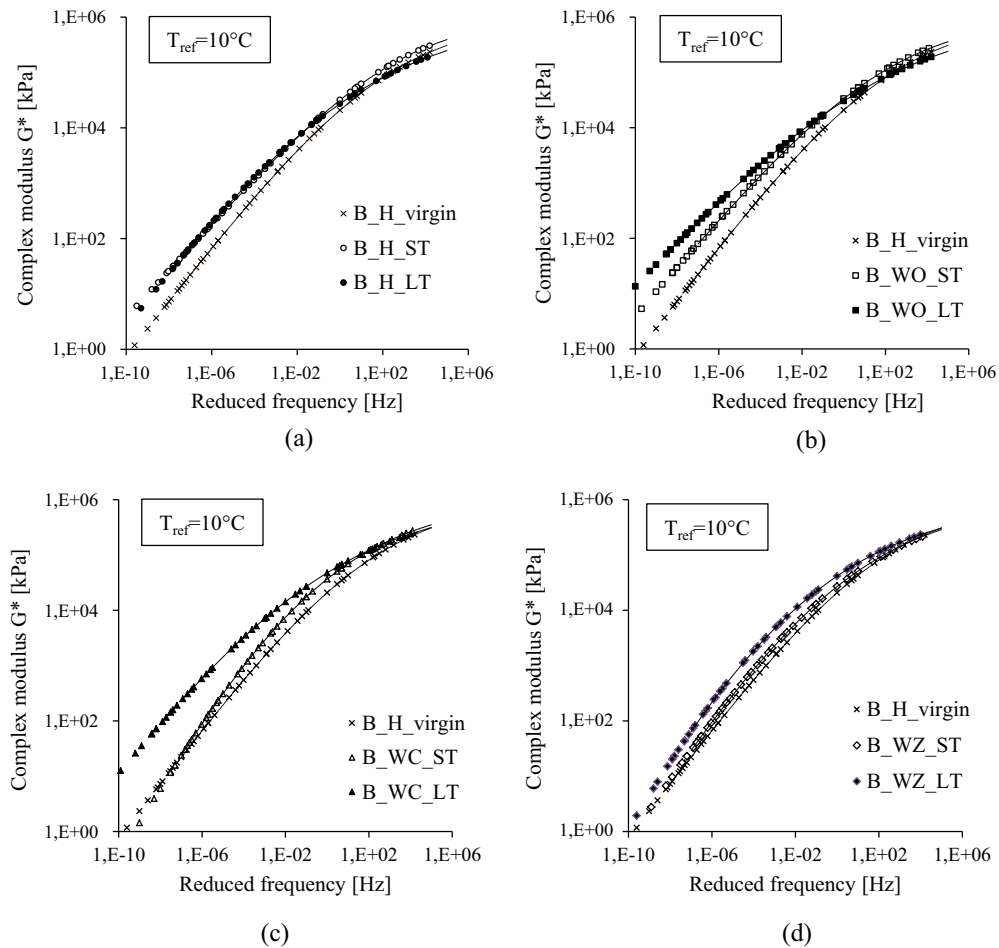 T_ref=10°C
Complex modulus G* [kPa]
1,E+06
1,E+04
1,E+02
1,E+00
B_H_virgin
B_H_ST
B_H_LT
1,E-10 1,E-06 1,E-02 1,E+02 1,E+06
Reduced frequency [Hz]
(a)
T_ref=10°C
Complex modulus G* [kPa]
1,E+06
1,E+04
1,E+02
1,E+00
B_H_virgin
B_WO_ST
B_WO_LT
1,E-10 1,E-06 1,E-02 1,E+02 1,E+06
Reduced frequency [Hz]
(b)
T_ref=10°C
Complex modulus G* [kPa]
1,E+06
1,E+04
1,E+02
1,E+00
B_H_virgin
B_WC_ST
B_WC_LT
1,E-10 1,E-06 1,E-02 1,E+02 1,E+06
Reduced frequency [Hz]
(c)
T_ref=10°C
Complex modulus G* [kPa]
1,E+06
1,E+04
1,E+02
1,E+00
B_H_virgin
B_WZ_ST
B_WZ_LT
1,E-10 1,E-06 1,E-02 1,E+02 1,E+06
Reduced frequency [Hz]
(d)